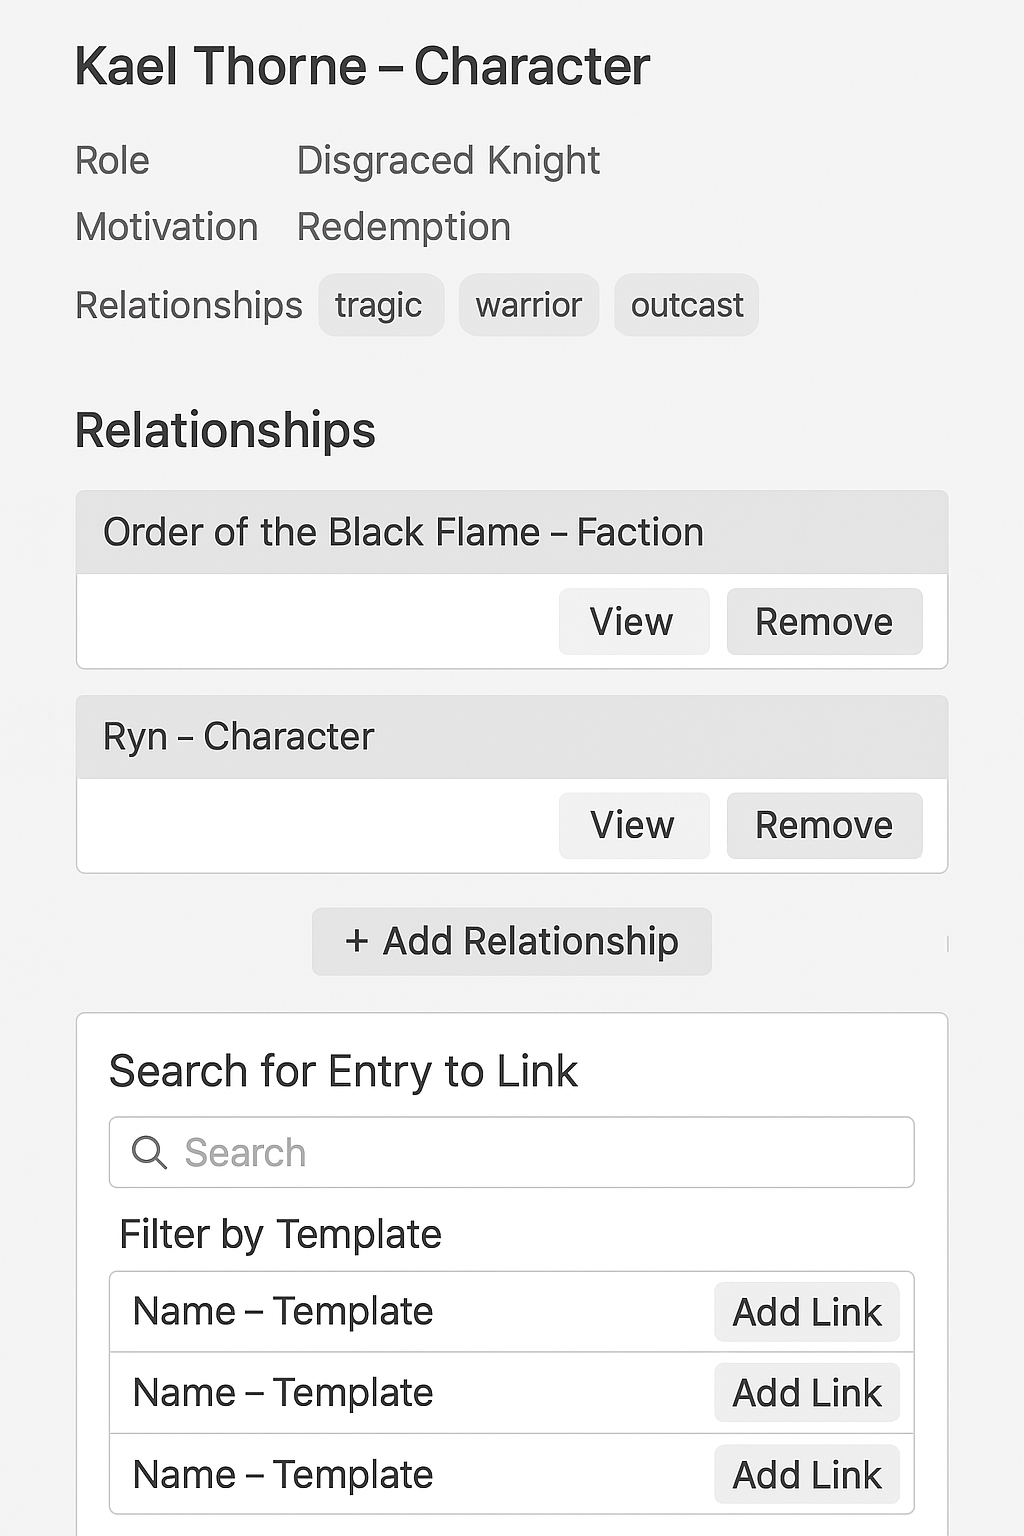 Kael Thorne – Character
Role Disgraced Knight
Motivation Redemption
Relationships tragic warrior outcast
Relationships
Order of the Black Flame – Faction
View Remove
Ryn – Character
View Remove
+ Add Relationship
Search for Entry to Link
Search
Filter by Template
Name – Template Add Link
Name – Template Add Link
Name – Template Add Link